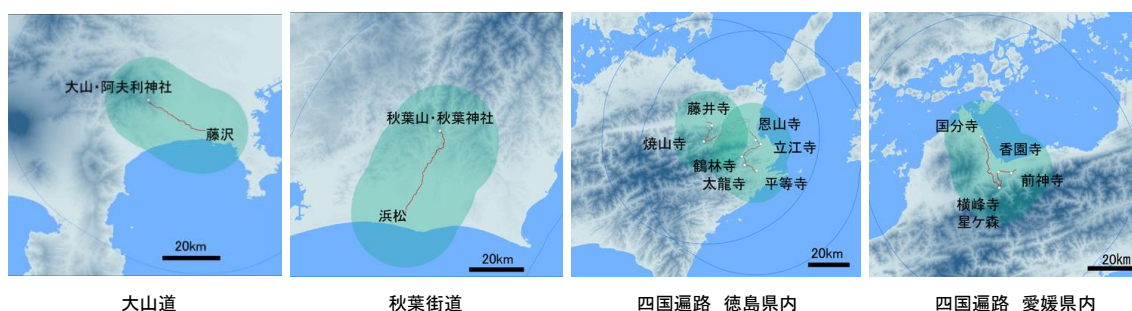 大山・阿夫利神社
藤沢
20km
大山道
秋葉山・秋葉神社
浜松
20km
秋葉街道
藤井寺
焼山寺
恩山寺
立江寺
鶴林寺
太龍寺
平等寺
20km
四国遍路 徳島県内
国分寺
香園寺
前神寺
横峰寺
星ケ森
20km
四国遍路 愛媛県内